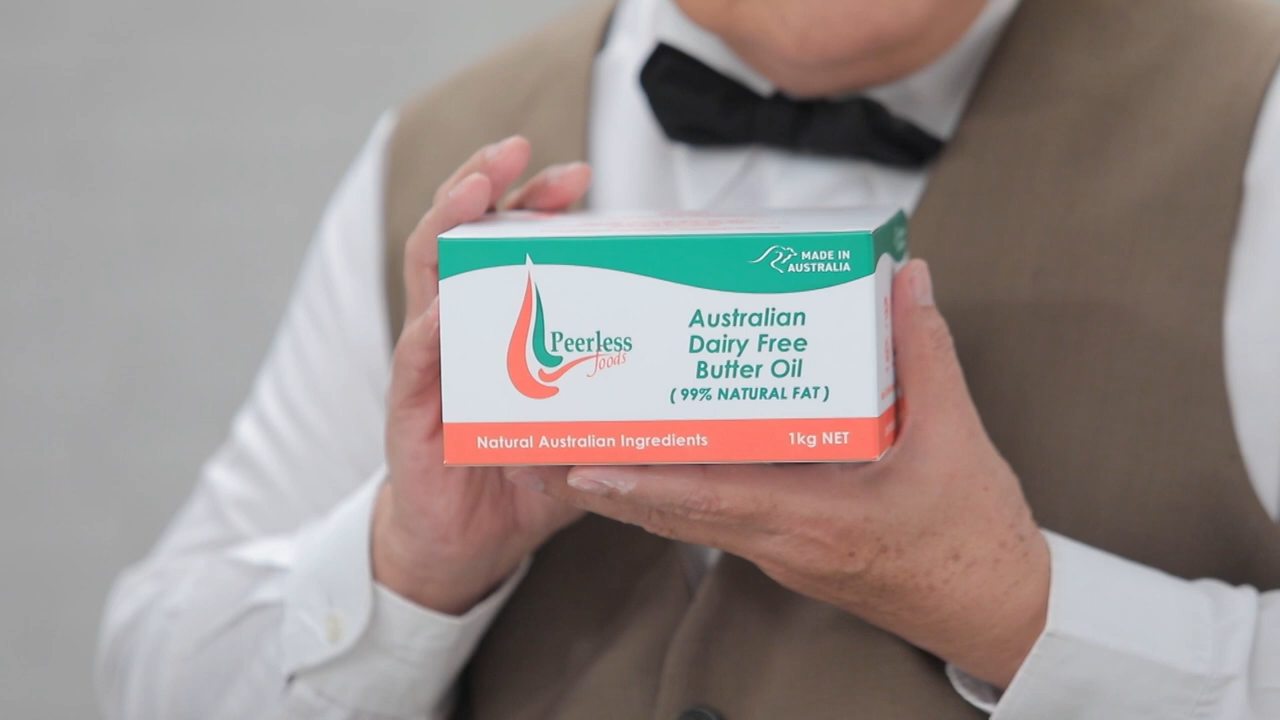 MADE IN
AUSTRALIA
Peerless
foods
Australian
Dairy Free
Butter Oil
( 99% NATURAL FAT )
Natural Australian Ingredients
1kg NET